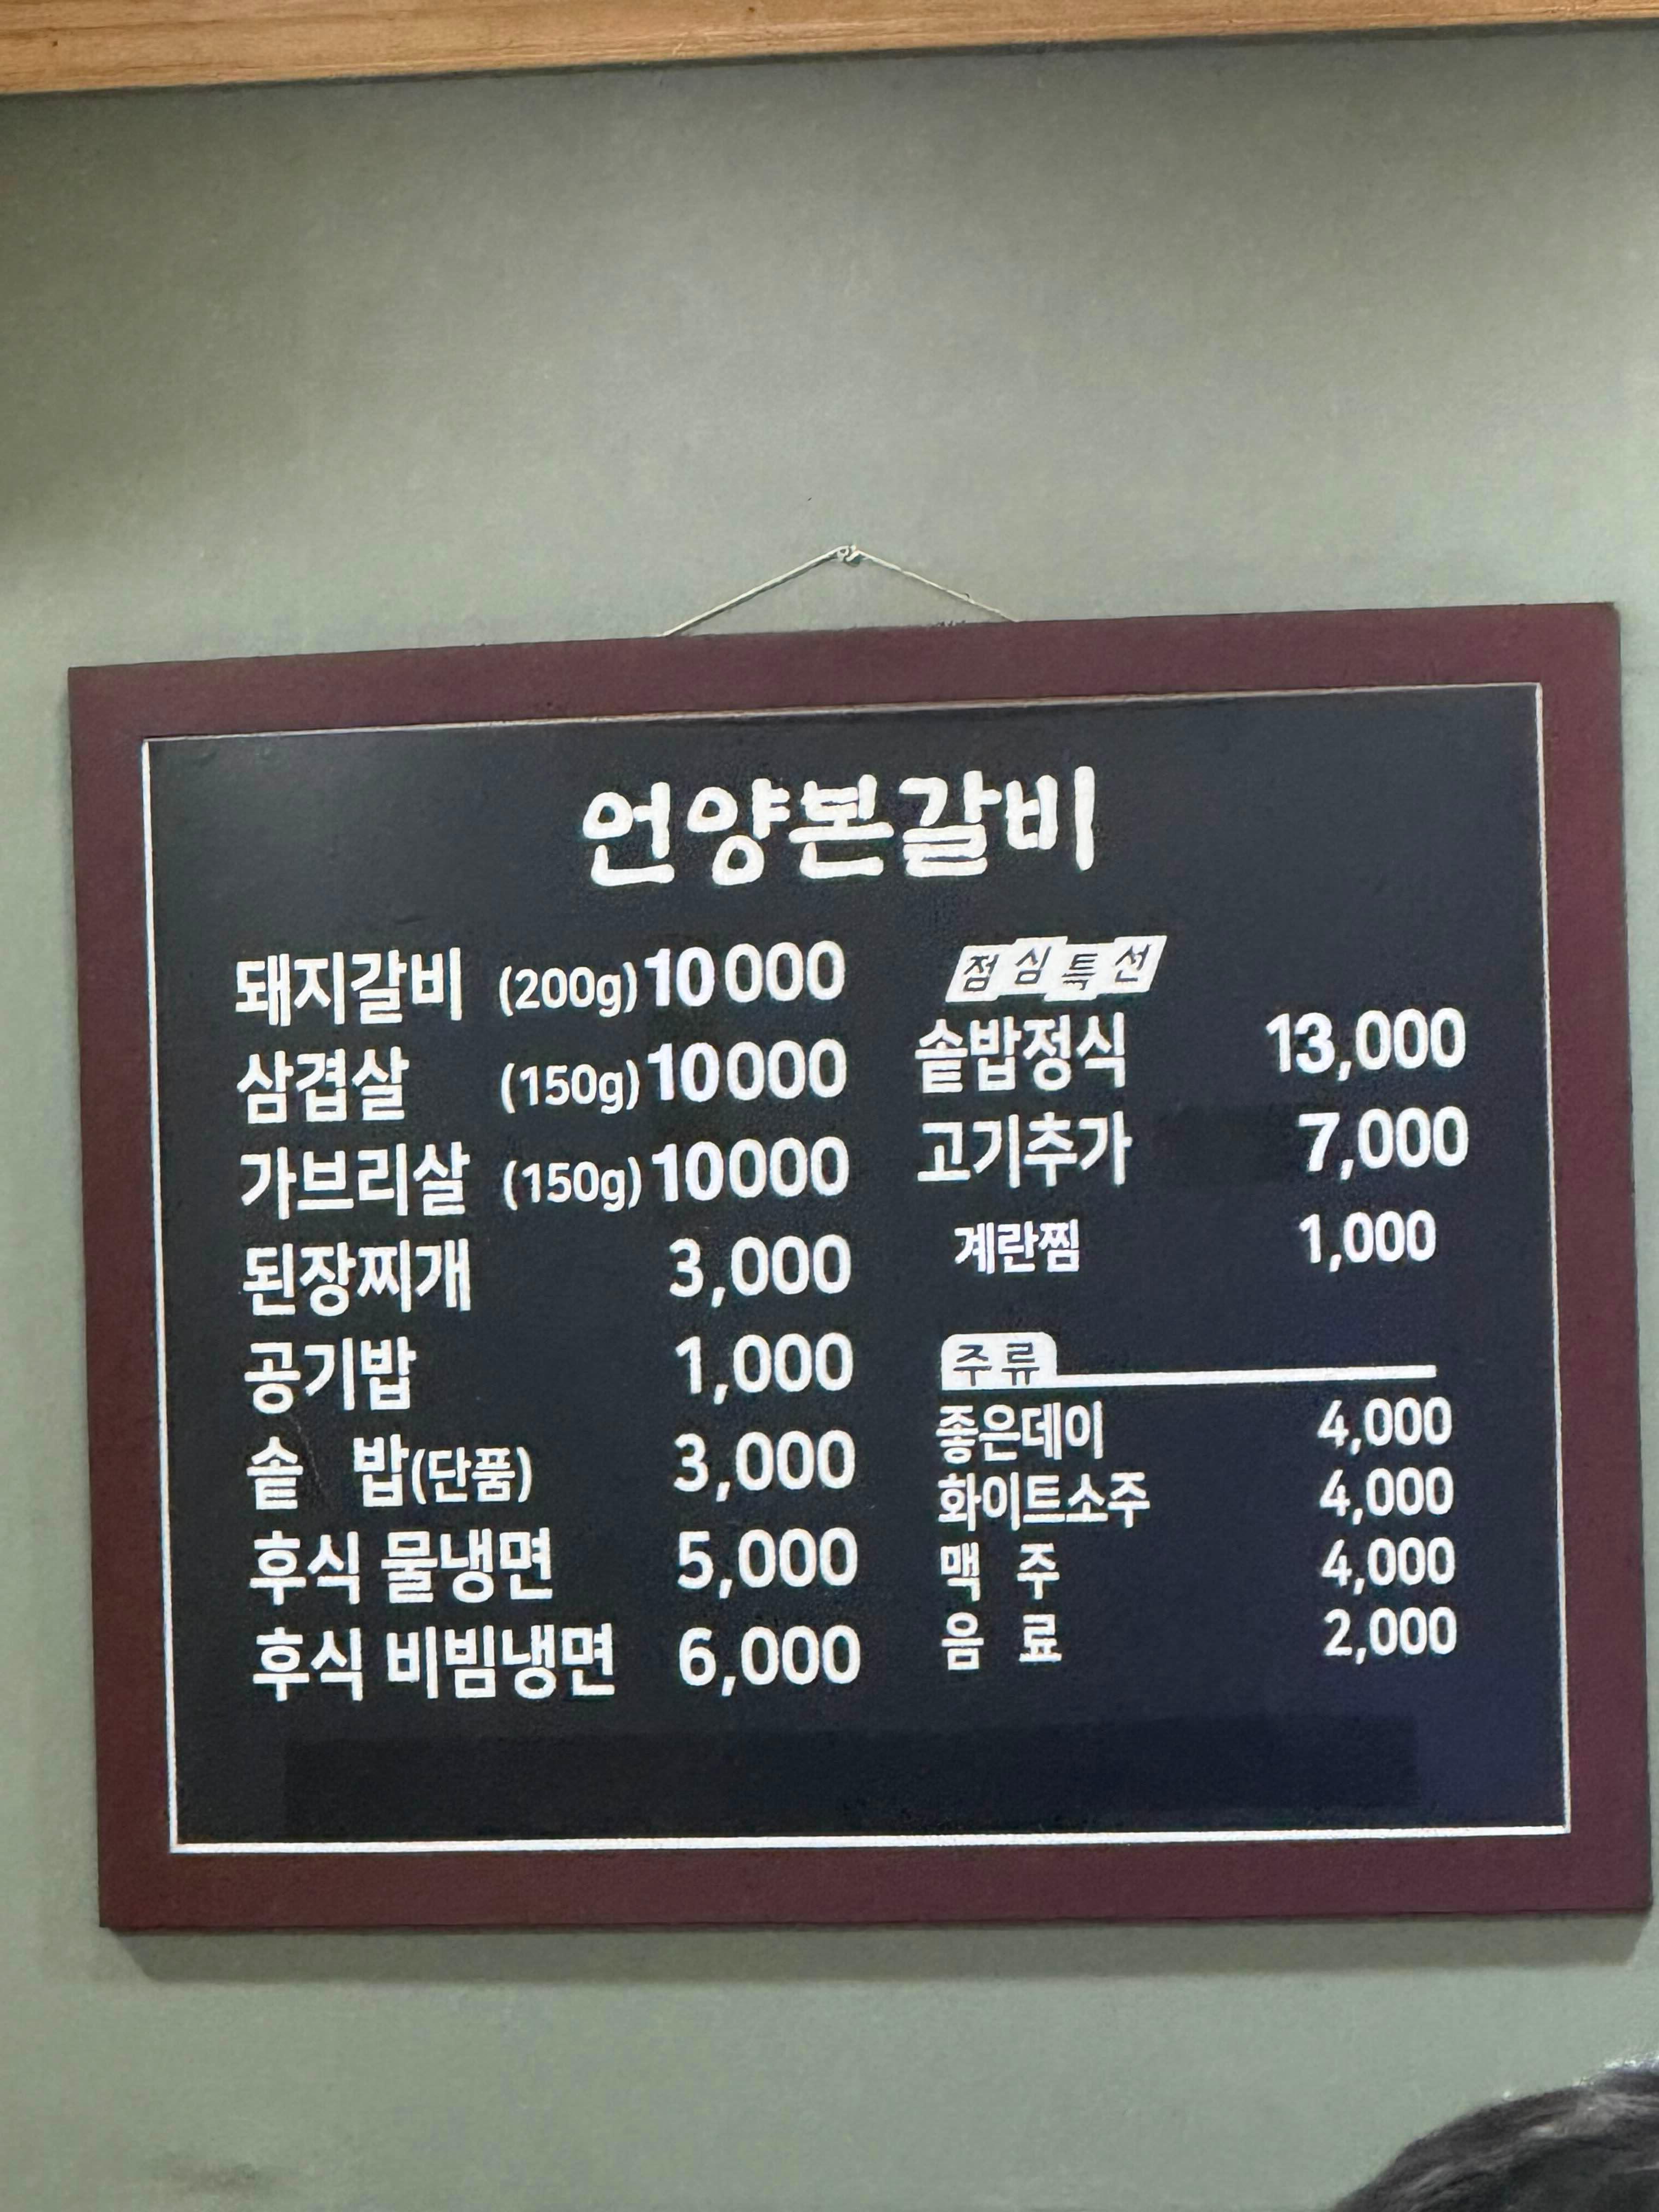 언양본갈비
돼지갈비 (200g) 10000
삼겹살 (150g) 10000
가브리살 (150g) 10000
된장찌개 3,000
공기밥 1,000
솥 밥(단품) 3,000
후식 물냉면 5,000
후식 비빔냉면 6,000
점심특선
솥밥정식 13,000
고기추가 7,000
계란찜 1,000
주류
좋은데이 4,000
화이트소주 4,000
맥 주 4,000
음 료 2,000